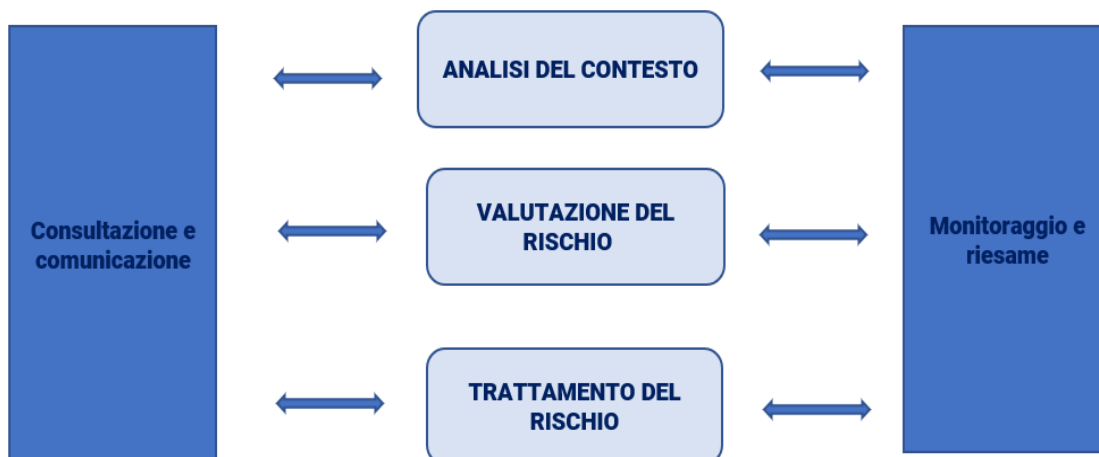 ANALISI DEL CONTESTO
Consultazione e
comunicazione
VALUTAZIONE DEL
RISCHIO
Monitoraggio e
riesame
TRATTAMENTO DEL
RISCHIO